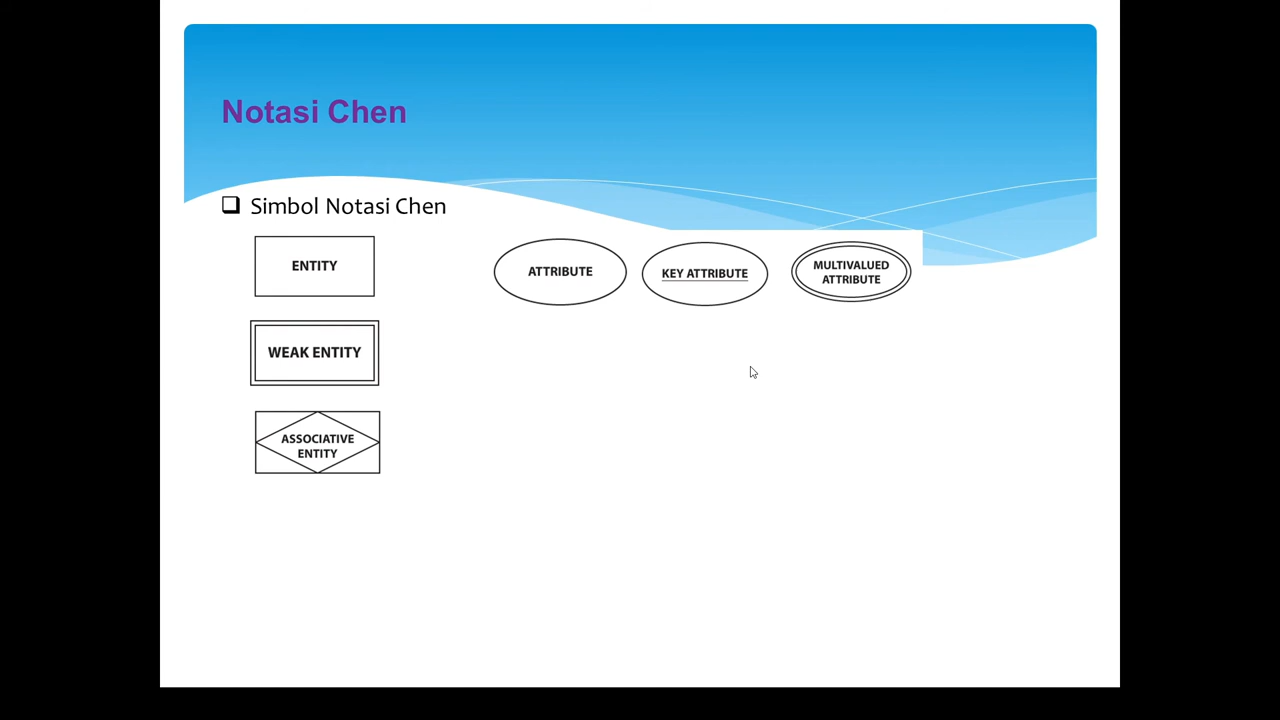 Notasi Chen
Simbol Notasi Chen
ENTITY
ATTRIBUTE
KEY ATTRIBUTE
MULTIVALUED
ATTRIBUTE
WEAK ENTITY
ASSOCIATIVE
ENTITY